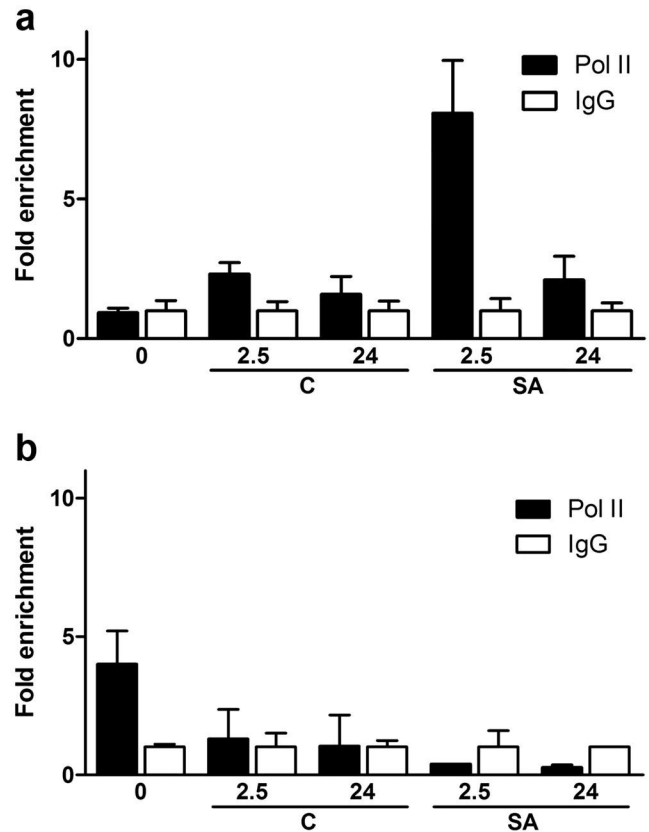 a
10
5
0
Fold enrichment
Pol II
IgG
0 2.5 24 2.5 24
C SA
b
10
5
0
Fold enrichment
Pol II
IgG
0 2.5 24 2.5 24
C SA